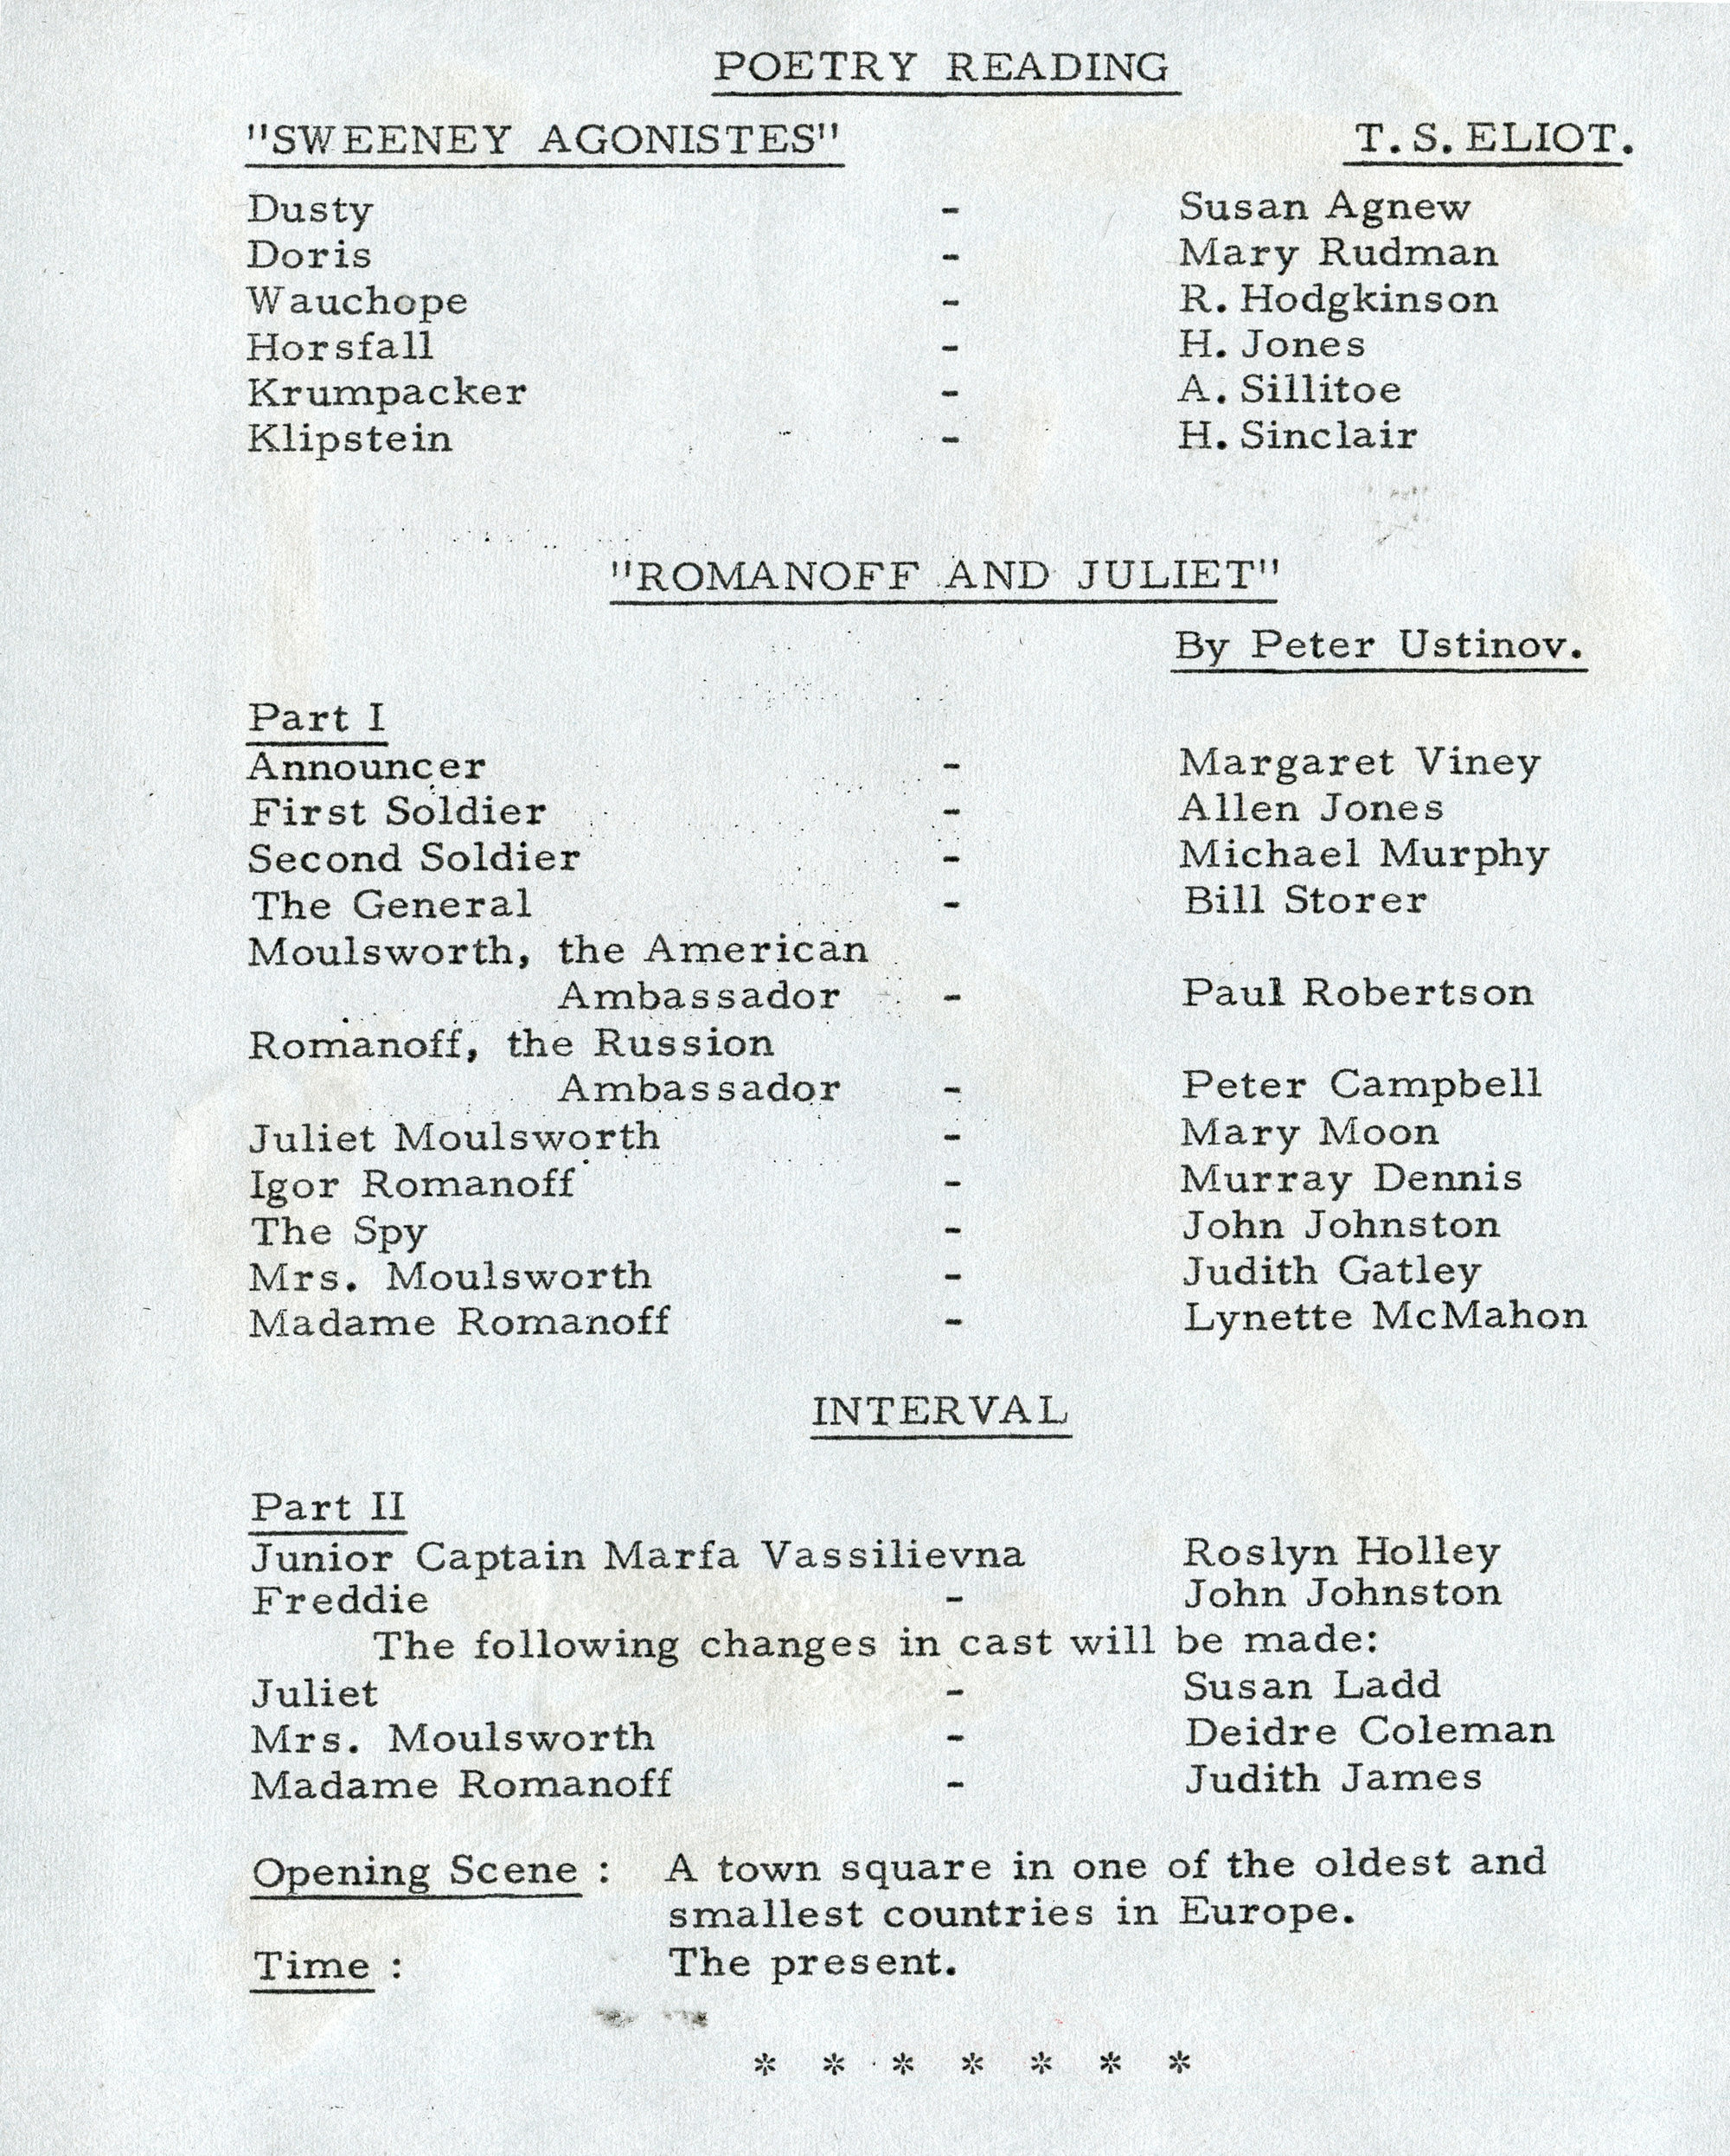 POETRY READING
"SWEENEY AGONISTES" T.S. ELIOT.
Dusty - Susan Agnew
Doris - Mary Rudman
Wauchope - R. Hodgkinson
Horsfall - H. Jones
Krumpacker - A. Sillitoe
Klipstein - H. Sinclair
"ROMANOFF AND JULIET"
By Peter Ustinov.
Part I
Announcer - Margaret Viney
First Soldier - Allen Jones
Second Soldier - Michael Murphy
The General - Bill Storer
Moulsworth, the American
Ambassador - Paul Robertson
Romanoff, the Russion
Ambassador - Peter Campbell
Juliet Moulsworth - Mary Moon
Igor Romanoff - Murray Dennis
The Spy - John Johnston
Mrs. Moulsworth - Judith Gatley
Madame Romanoff - Lynette McMahon
INTERVAL
Part II
Junior Captain Marfa Vassilievna Roslyn Holley
Freddie - John Johnston
The following changes in cast will be made:
Juliet - Susan Ladd
Mrs. Moulsworth - Deidre Coleman
Madame Romanoff - Judith James
Opening Scene : A town square in one of the oldest and
smallest countries in Europe.
Time : The present.
* * * * * * *